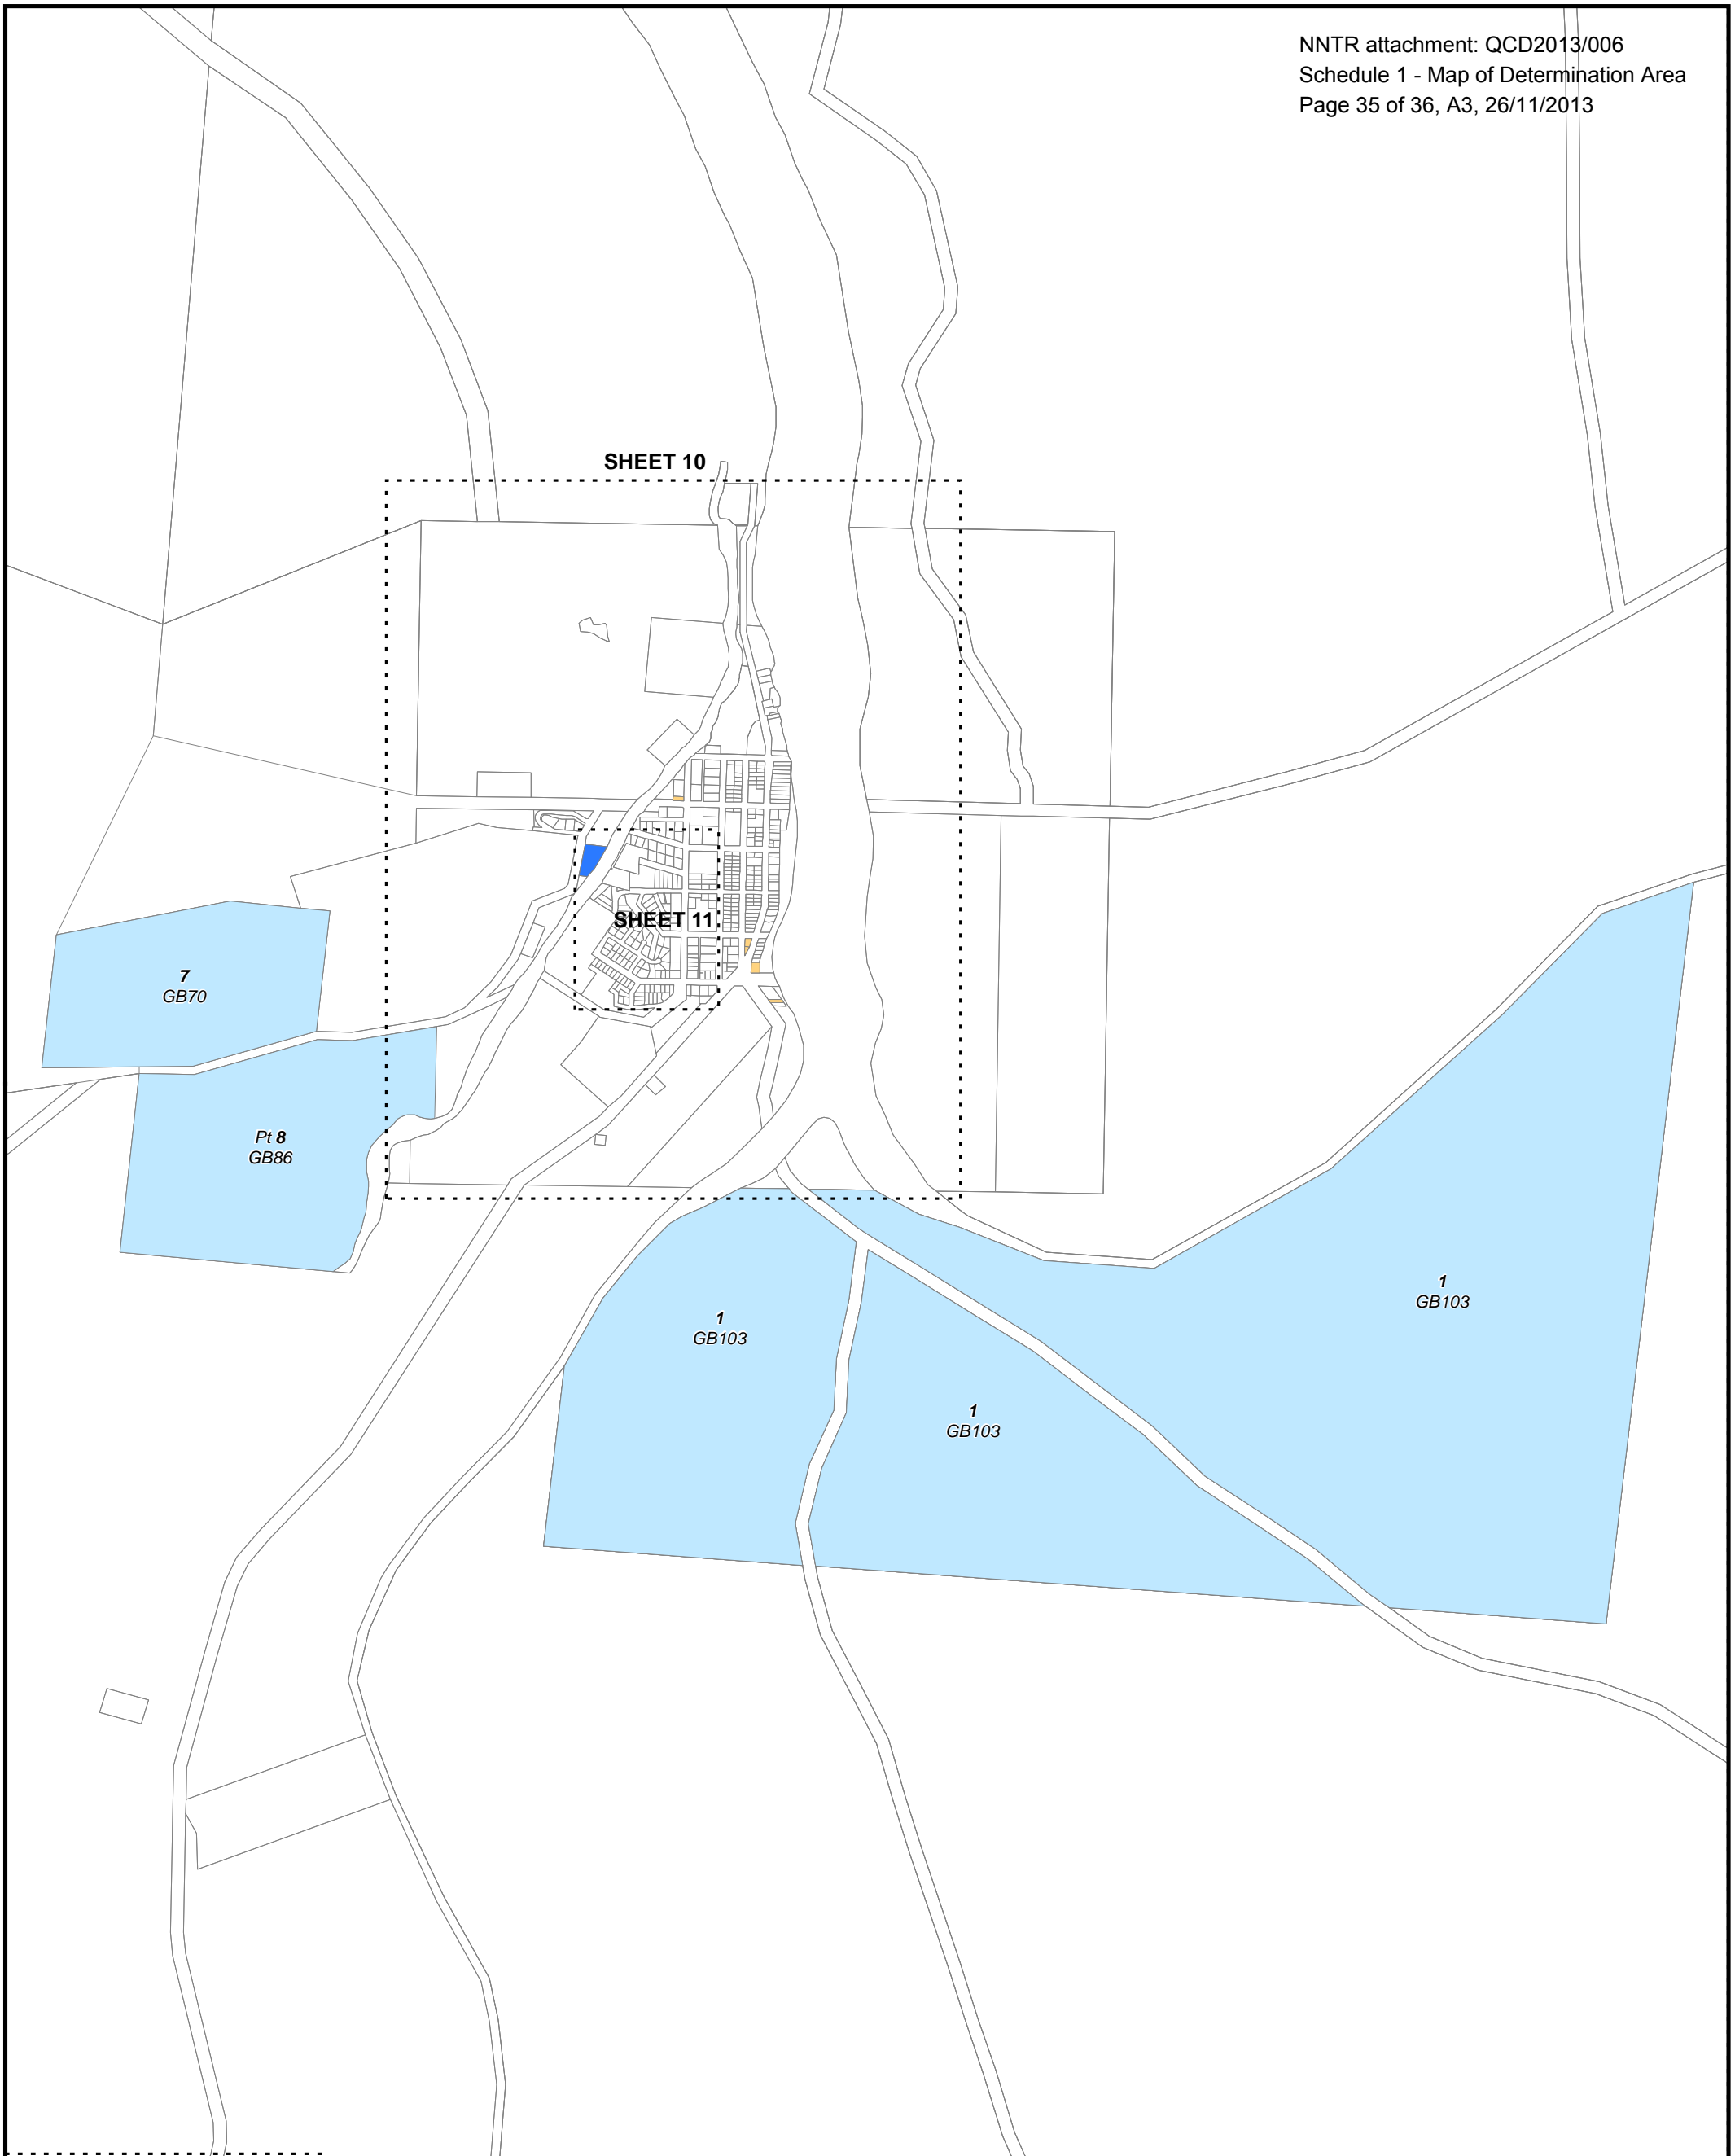 NNTR attachment: QCD2013/006
Schedule 1 - Map of Determination Area
Page 35 of 36, A3, 26/11/2013
SHEET 10
SHEET 11
7
GB70
Pt 8
GB86
1
GB103
1
GB103
1
GB103